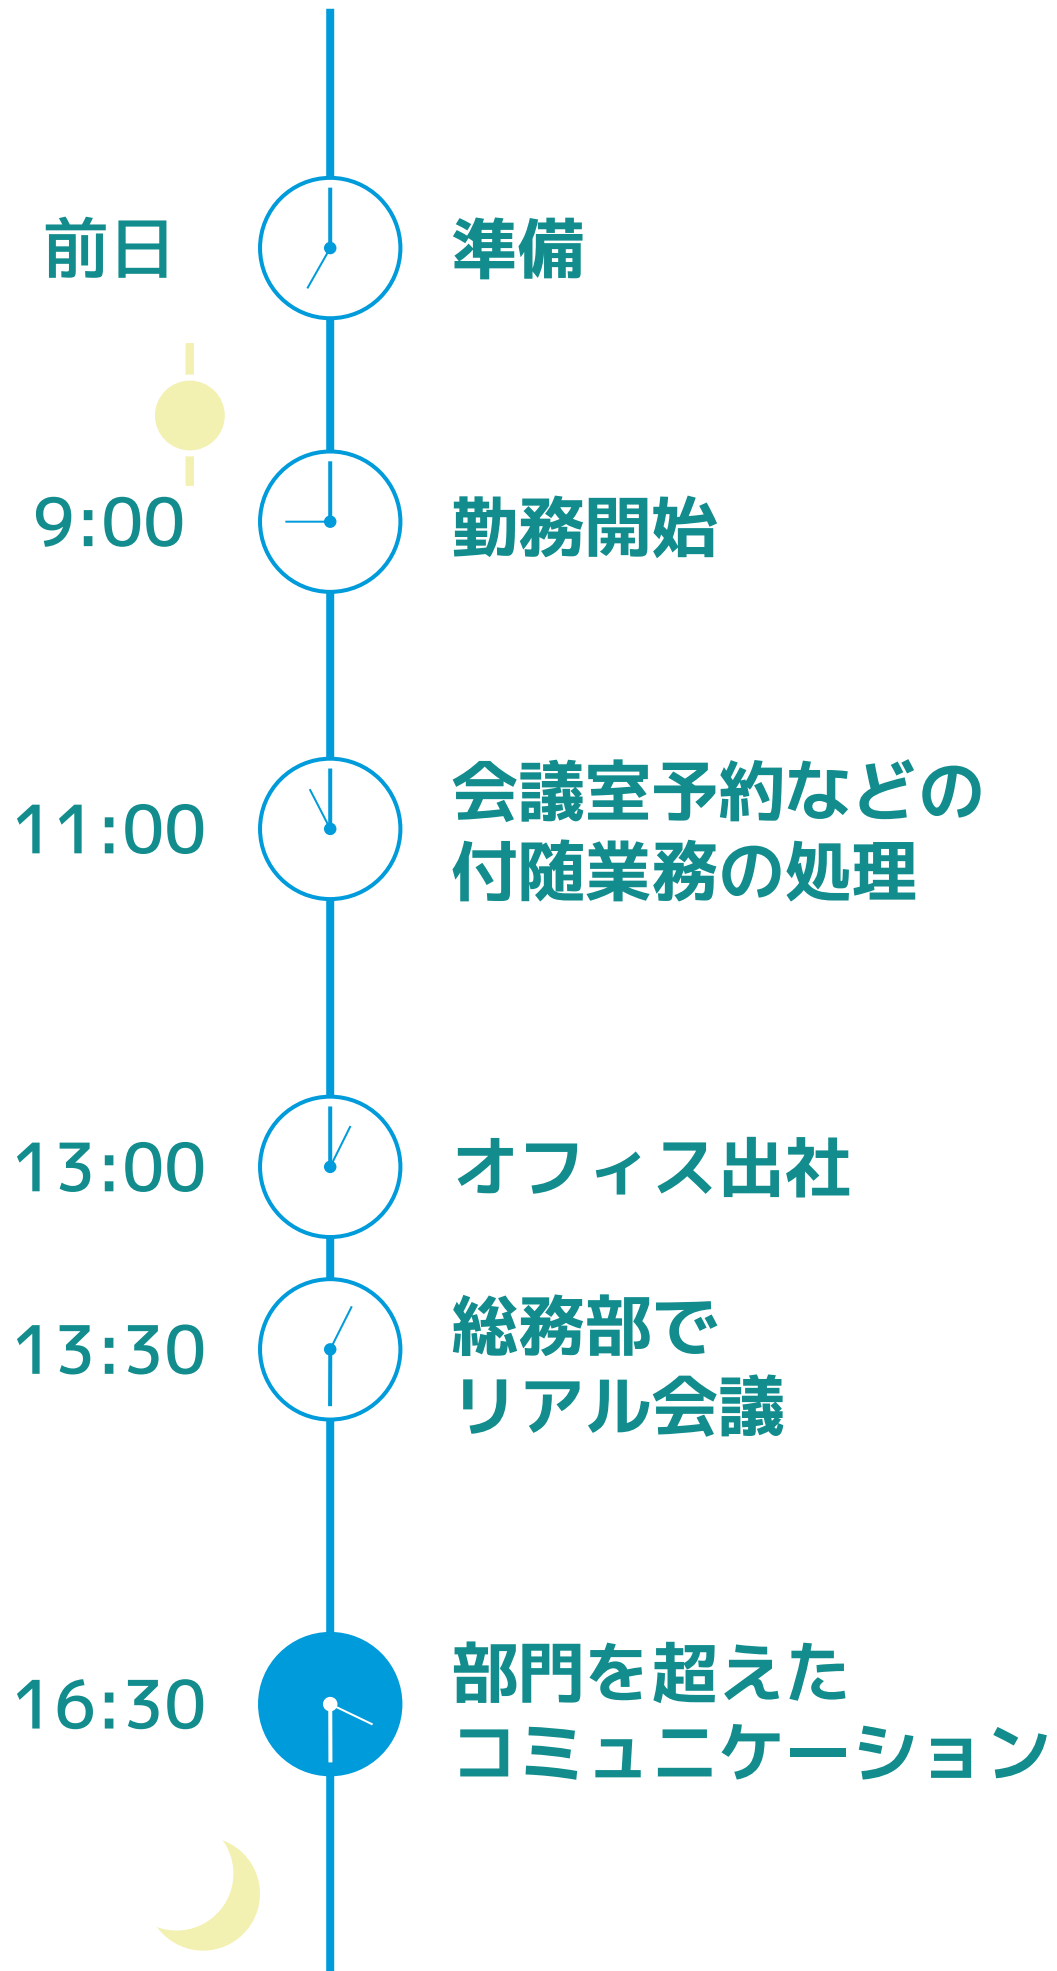 前日
準備
9:00
勤務開始
11:00
会議室予約などの
付随業務の処理
13:00
オフィス出社
13:30
総務部で
リアル会議
16:30
部門を超えた
コミュニケーション